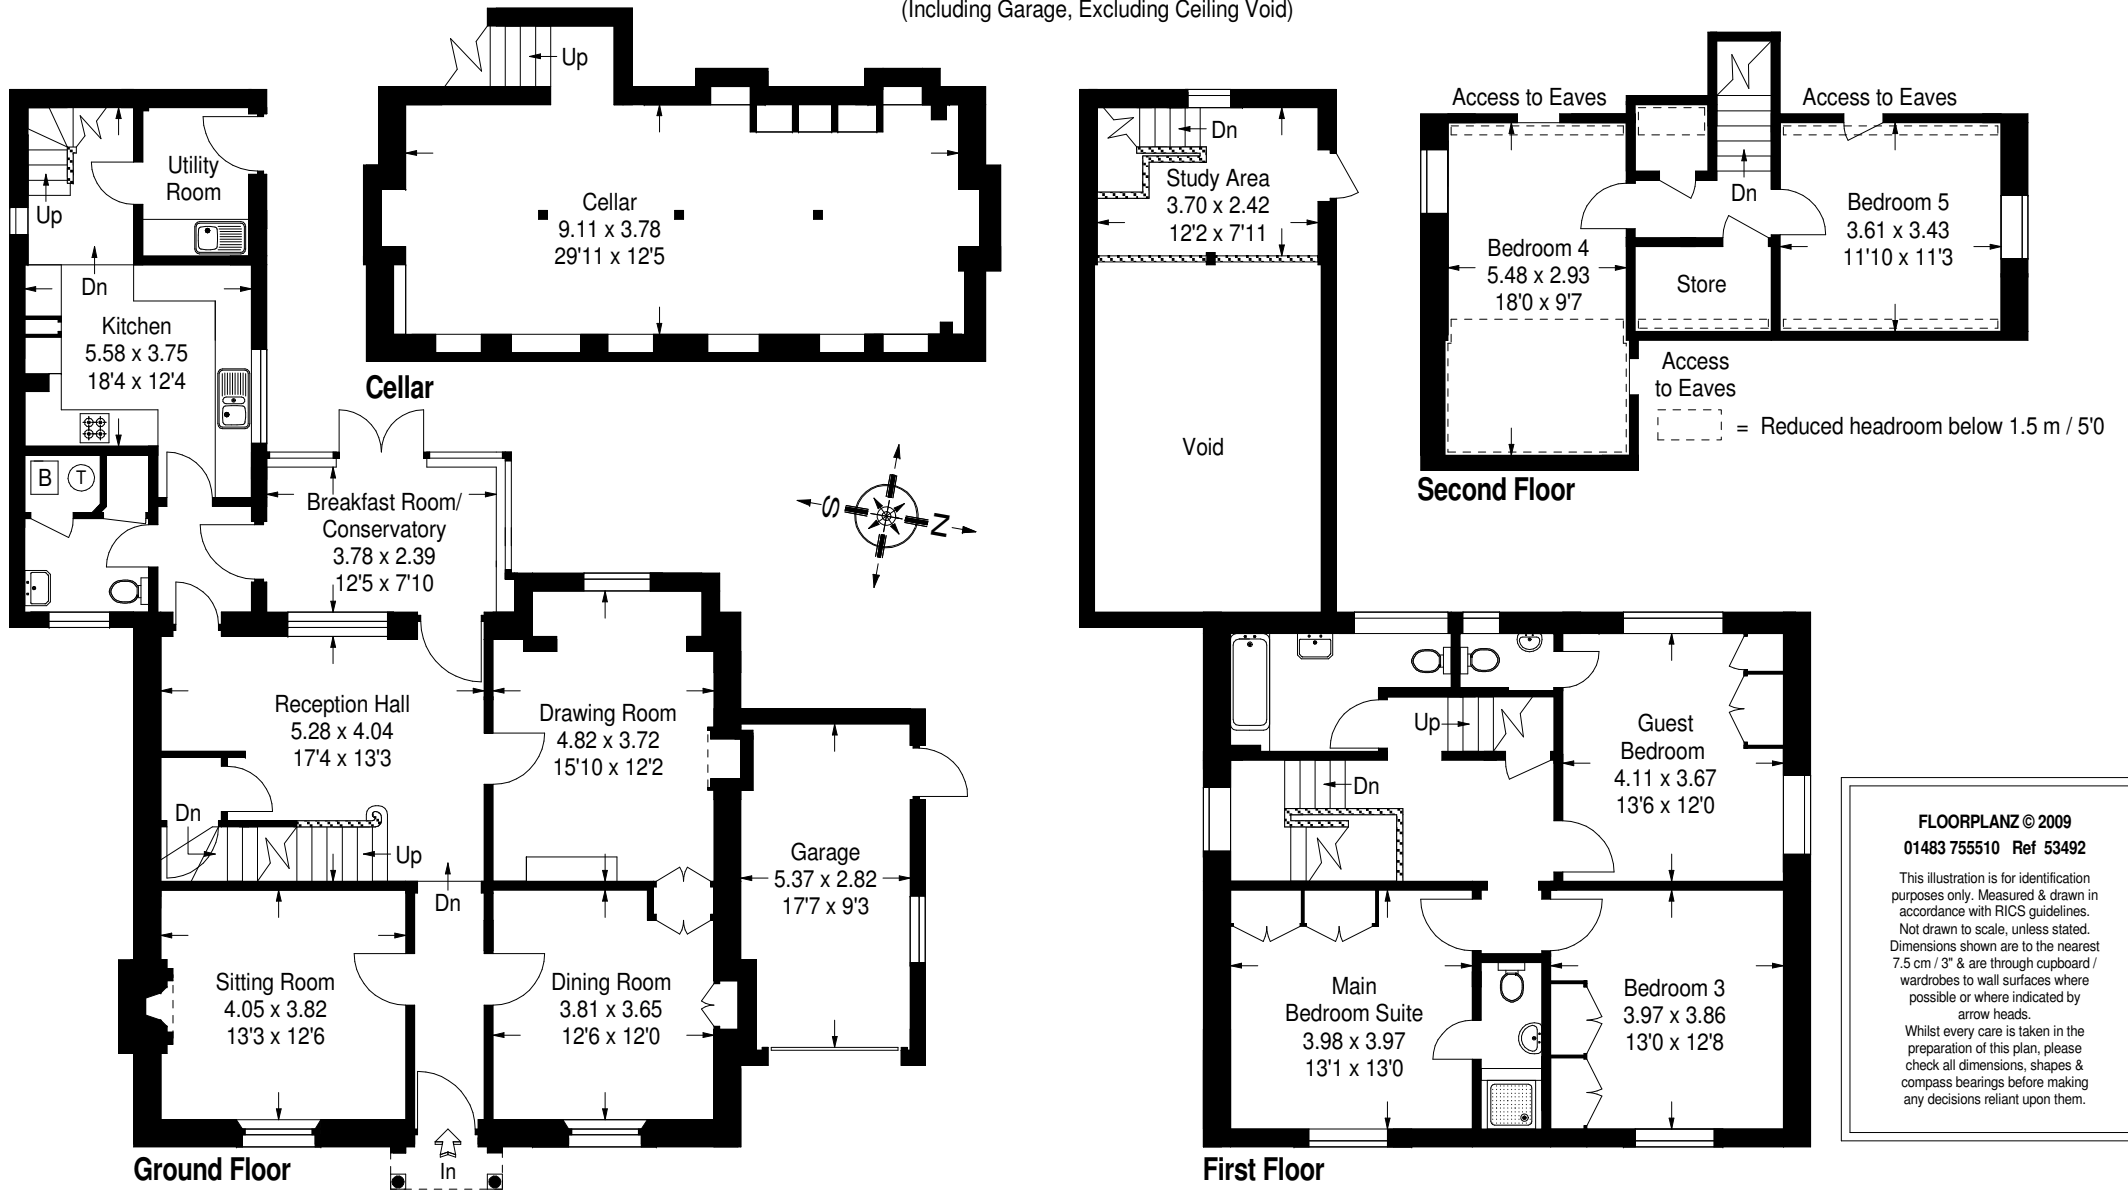 (Including Garage, Excluding Ceiling Void)
Up
Cellar
9.11 x 3.78
29'11 x 12'5
Cellar
Utility
Room
Up
Dn
Kitchen
5.58 x 3.75
18'4 x 12'4
B
T
Breakfast Room/
Conservatory
3.78 x 2.39
12'5 x 7'10
Reception Hall
5.28 x 4.04
17'4 x 13'3
Drawing Room
4.82 x 3.72
15'10 x 12'2
Dn
Up
Dn
Garage
5.37 x 2.82
17'7 x 9'3
Sitting Room
4.05 x 3.82
13'3 x 12'6
Dining Room
3.81 x 3.65
12'6 x 12'0
In
Ground Floor
S
N
Dn
Study Area
3.70 x 2.42
12'2 x 7'11
Void
Up
Dn
Guest
Bedroom
4.11 x 3.67
13'6 x 12'0
Main
Bedroom Suite
3.98 x 3.97
13'1 x 13'0
Bedroom 3
3.97 x 3.86
13'0 x 12'8
First Floor
Access to Eaves
Access to Eaves
Dn
Bedroom 4
5.48 x 2.93
18'0 x 9'7
Bedroom 5
3.61 x 3.43
11'10 x 11'3
Store
Access
to Eaves
= Reduced headroom below 1.5 m / 5'0
Second Floor
FLOORPLANZ © 2009
01483 755510 Ref 53492
This illustration is for identification
purposes only. Measured & drawn in
accordance with RICS guidelines.
Not drawn to scale, unless stated.
Dimensions shown are to the nearest
7.5 cm / 3" & are through cupboard /
wardrobes to wall surfaces where
possible or where indicated by
arrow heads.
Whilst every care is taken in the
preparation of this plan, please
check all dimensions, shapes &
compass bearings before making
any decisions reliant upon them.